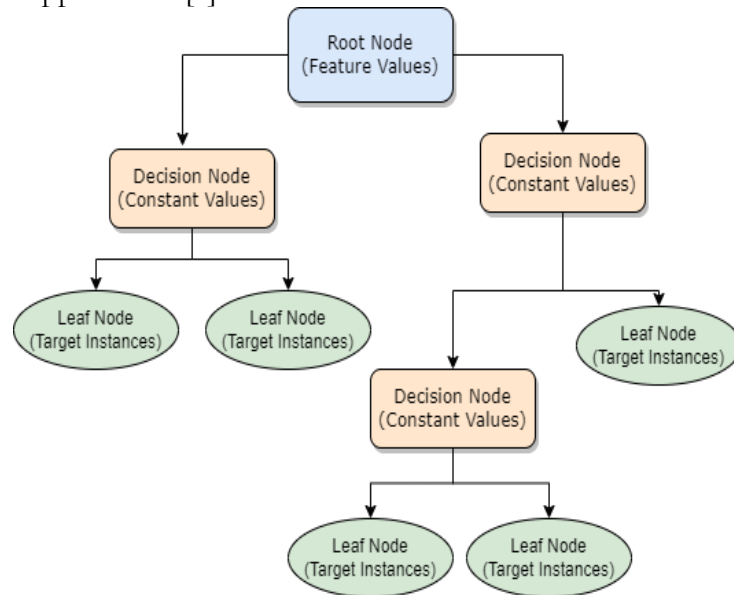 Root Node
(Feature Values)
Decision Node
(Constant Values)
Decision Node
(Constant Values)
Leaf Node
(Target Instances)
Leaf Node
(Target Instances)
Leaf Node
(Target Instances)
Decision Node
(Constant Values)
Leaf Node
(Target Instances)
Leaf Node
(Target Instances)